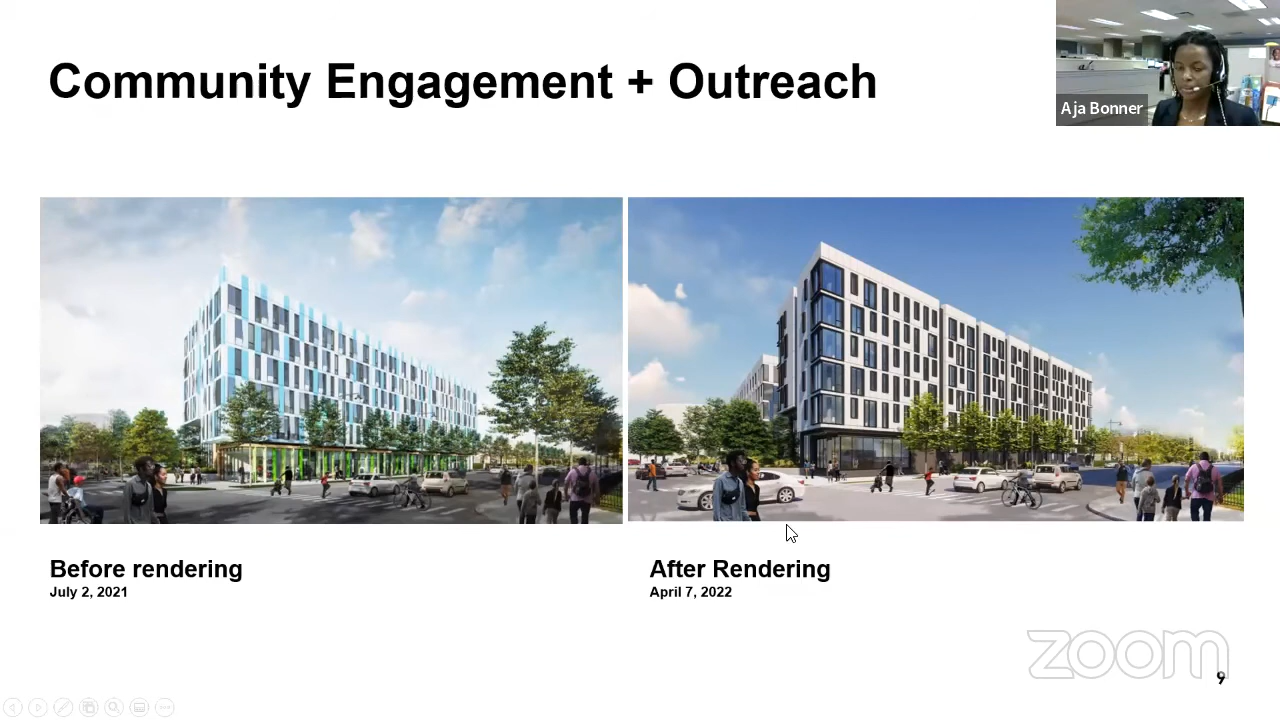 Community Engagement + Outreach
Aja Bonner
Before rendering
July 2, 2021
After Rendering
April 7, 2022
zoom
9